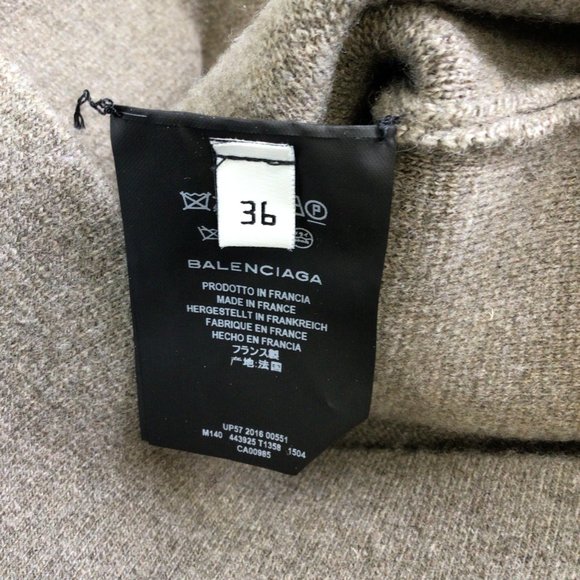 36
BALENCIAGA
PRODOTTO IN FRANCIA
MADE IN FRANCE
HERGESTELLT IN FRANKREICH
FABRIQUE EN FRANCE
HECHO EN FRANCIA
フランス製
产地:法国
UP57 2016 00551
M140 443925 T1358 1504
CA00985